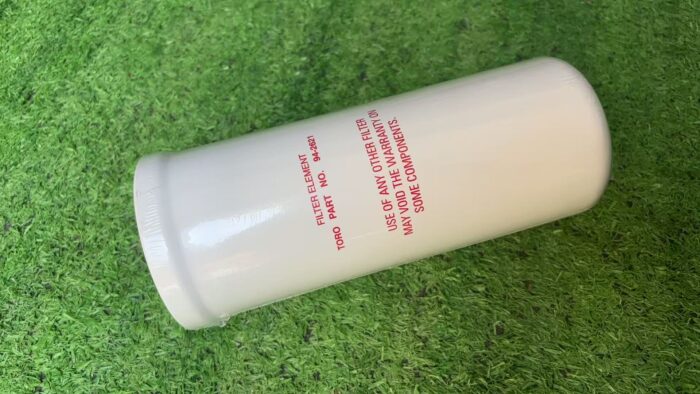 FILTER ELEMENT
TORO PART NO. 94-2621
USE OF ANY OTHER FILTER
MAY VOID THE WARRANTY ON
SOME COMPONENTS.